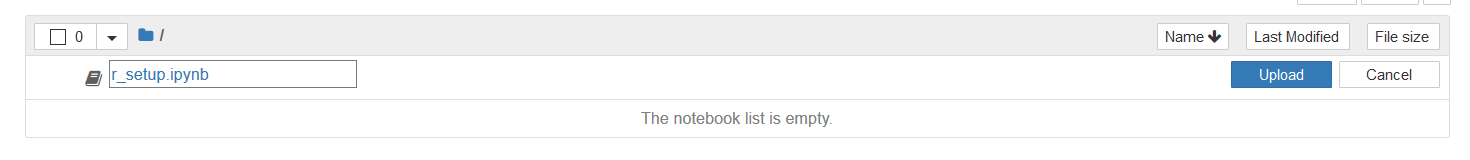 0 / Name Last Modified File size
r_setup.ipynb Upload Cancel
The notebook list is empty.